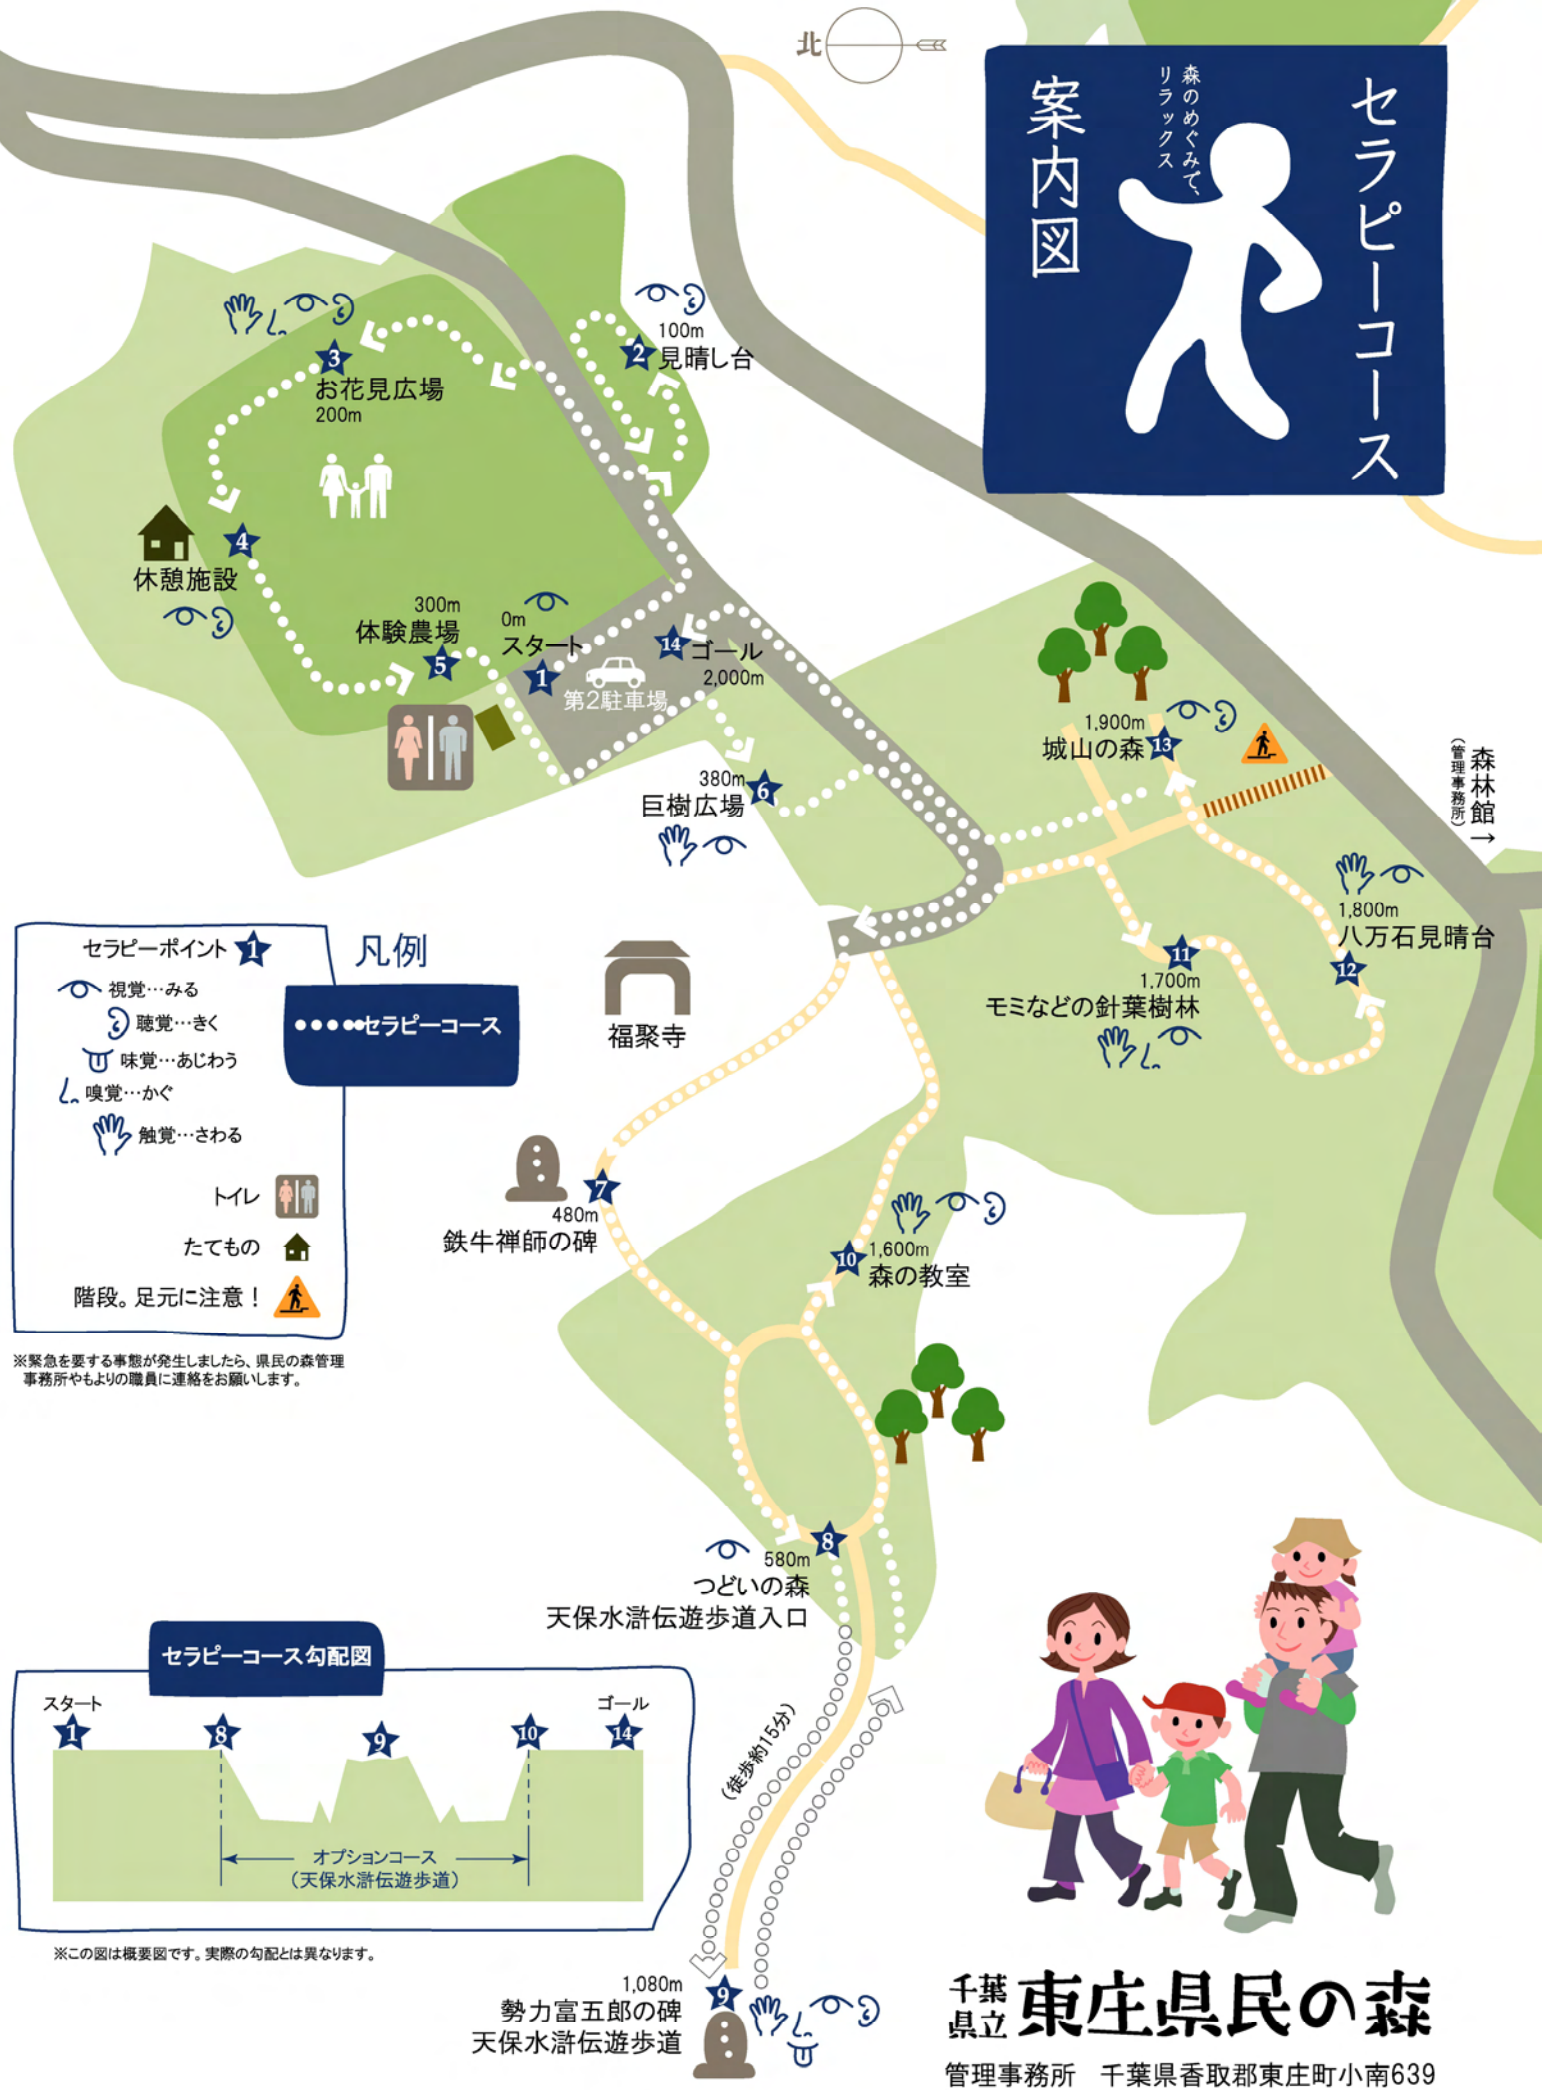 北
セラピーコース
森のめぐみで、
リラックス
案内図
100m
見晴し台
2
3
お花見広場
200m
4
休憩施設
300m
体験農場
5
0m
スタート
1
第2駐車場
14
ゴール
2,000m
380m
巨樹広場
6
1,900m
城山の森
13
森林館→
(管理事務所)
1,800m
八万石見晴台
12
11
1.700m
モミなどの針葉樹林
福聚寺
7
480m
鉄牛禅師の碑
10
1,600m
森の教室
8
580m
つどいの森
天保水滸伝遊歩道入口
(徒歩約15分)
1,080m
9
勢力富五郎の碑
天保水滸伝遊歩道
凡例
セラピーポイント 1
視覚…みる
聴覚…きく
味覚…あじわう
嗅覚…かぐ
触覚…さわる
セラピーコース
トイレ
たてもの
階段。足元に注意！
※緊急を要する事態が発生しましたら、県民の森管理
事務所やもよりの職員に連絡をお願いします。
セラピーコース勾配図
スタート
ゴール
1 8 9 10 14
オプションコース
(天保水滸伝遊歩道)
※この図は概要図です。実際の勾配とは異なります。
千葉
県立
東庄県民の森
管理事務所 千葉県香取郡東庄町小南639